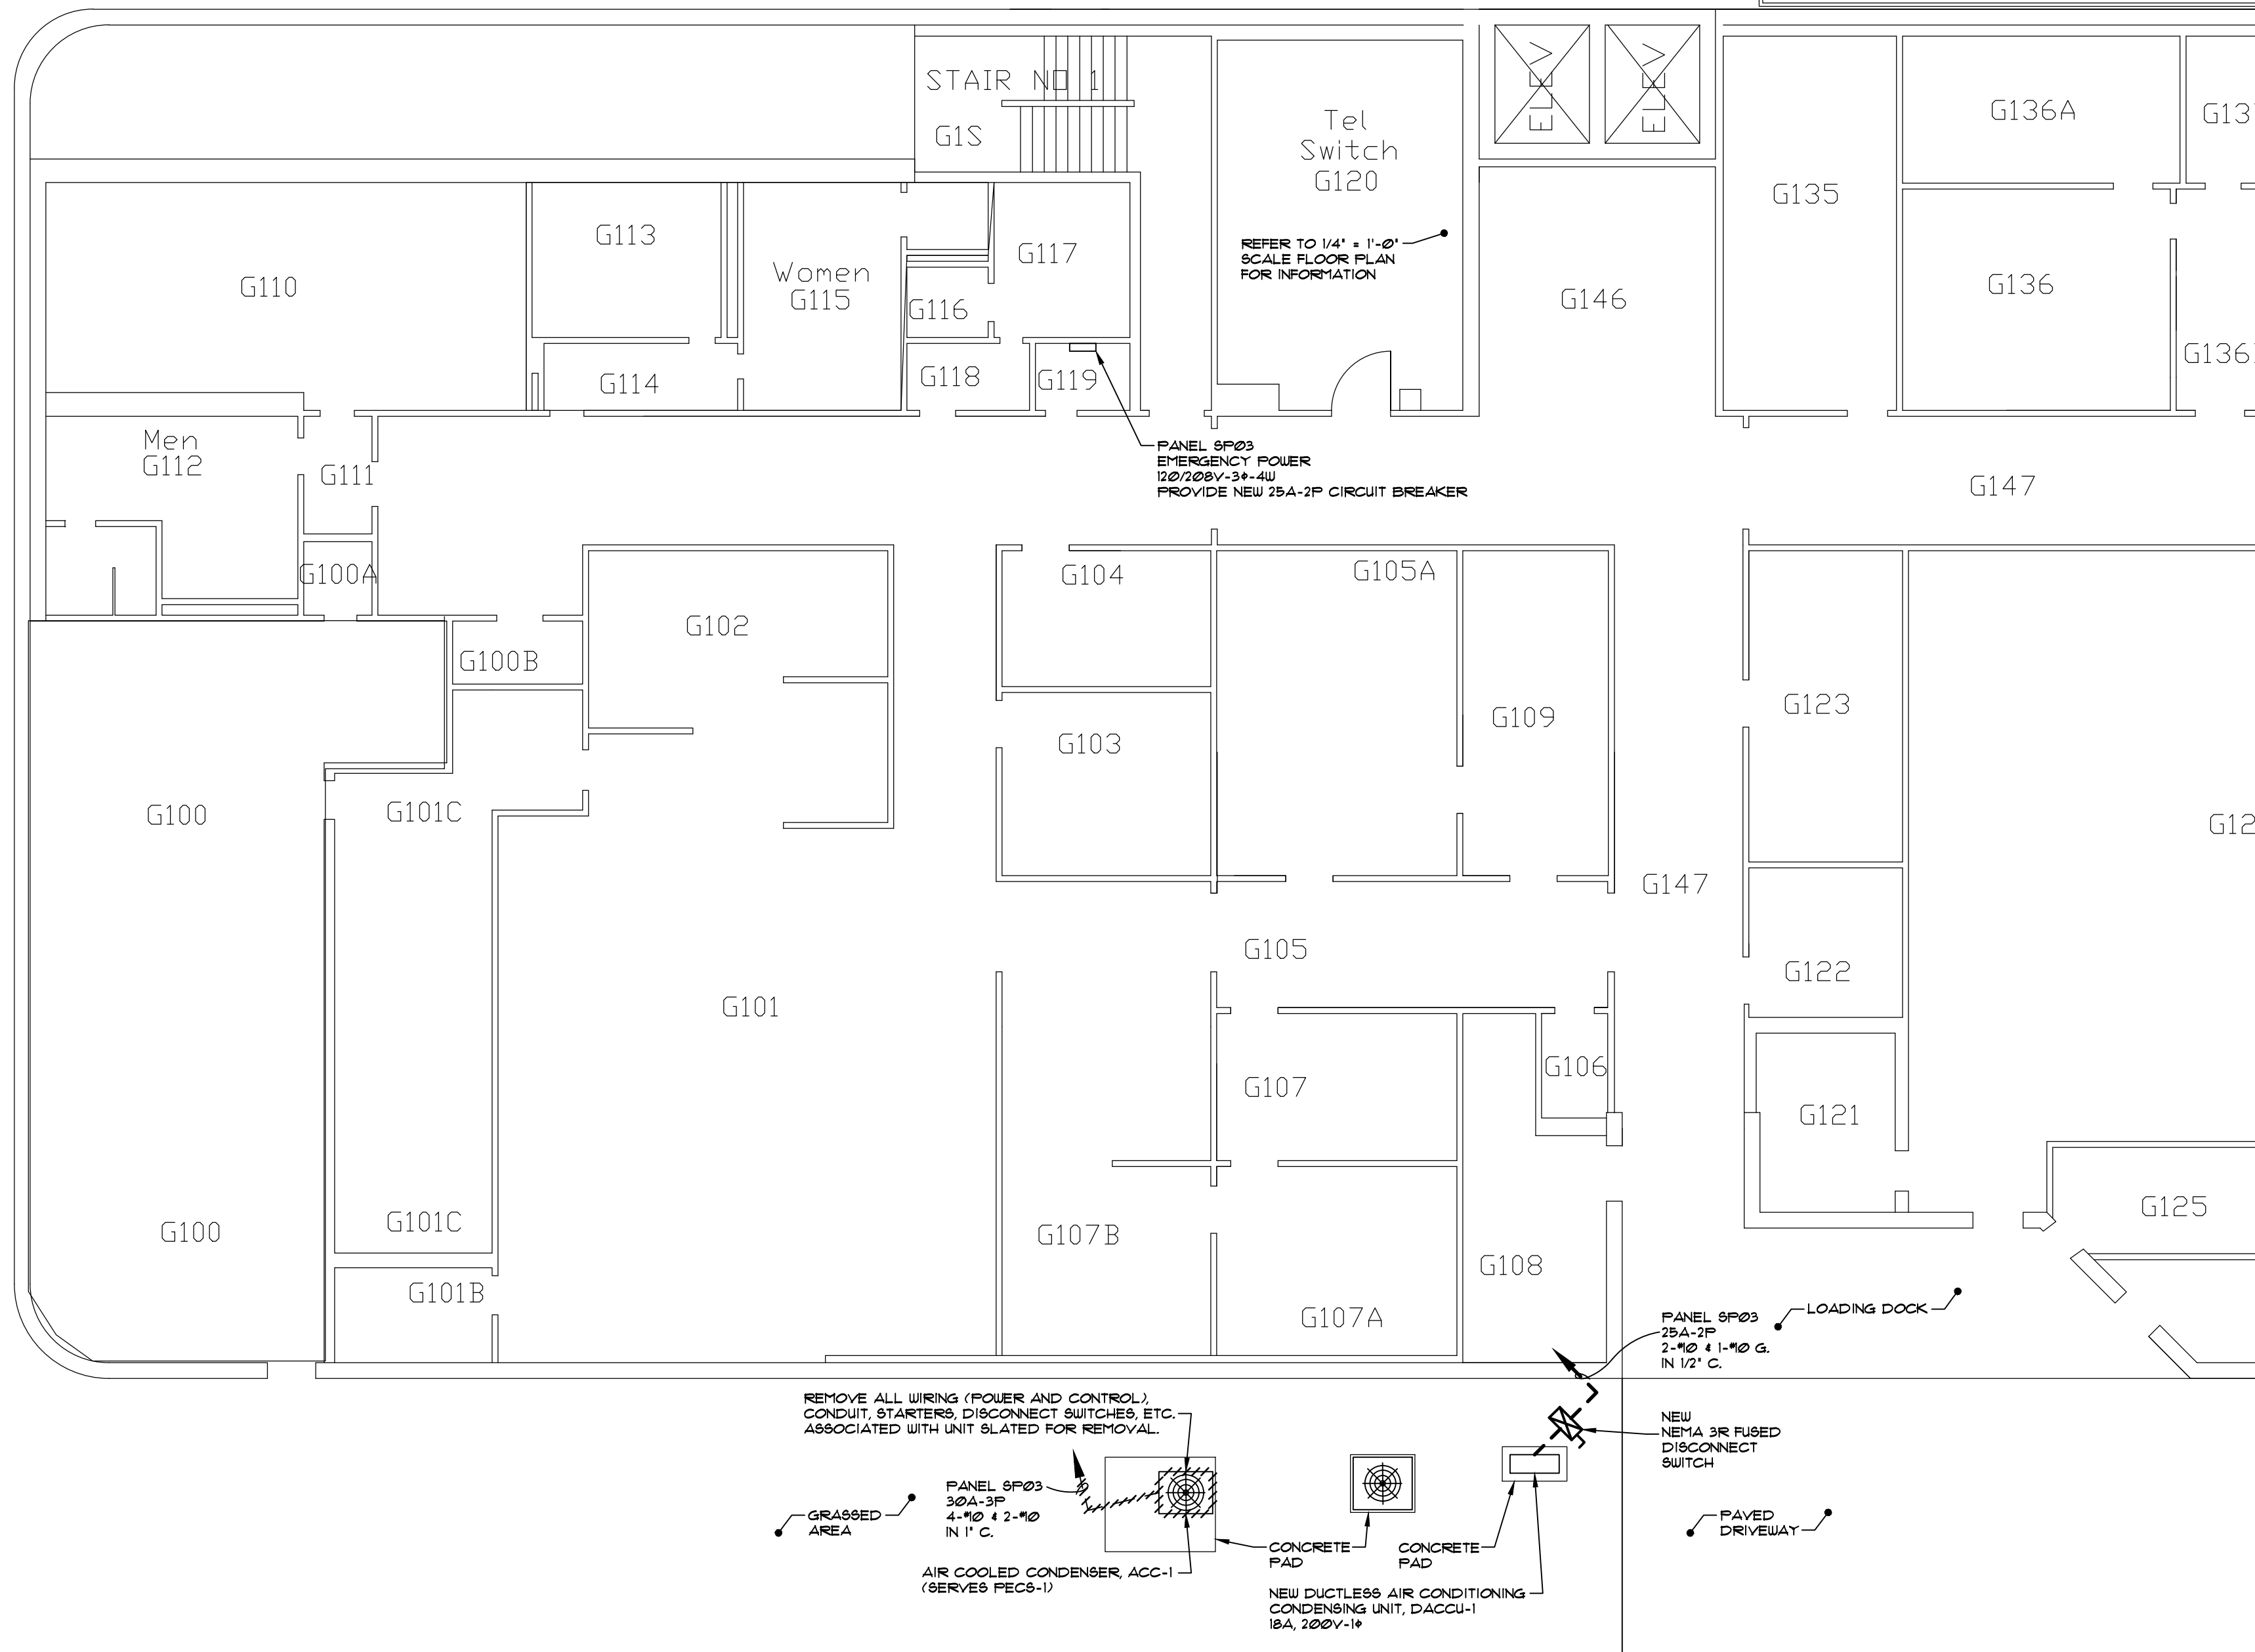 STAIR NO 1
G1S
ELEV
ELEV
Tel
Switch
G120
REFER TO 1/4" = 1'-0"
SCALE FLOOR PLAN
FOR INFORMATION
G136A
G135
G136
G146
G110
G113
Women
G115
G117
G116
G114
G118
G119
Men
G112
G111
G100A
PANEL SP03
EMERGENCY POWER
120/208V-3ϕ-4W
PROVIDE NEW 25A-2P CIRCUIT BREAKER
G147
G104
G105A
G102
G100B
G103
G109
G123
G100
G101C
G147
G105
G122
G101
G107
G106
G121
G100
G101C
G101B
G107B
G107A
G108
G125
LOADING DOCK
PANEL SP03
25A-2P
2-#10 & 1-#10 G.
IN 1/2" C.
REMOVE ALL WIRING (POWER AND CONTROL),
CONDUIT, STARTERS, DISCONNECT SWITCHES, ETC.
ASSOCIATED WITH UNIT SLATED FOR REMOVAL.
NEW
NEMA 3R FUSED
DISCONNECT
SWITCH
PANEL SP03
30A-3P
4-#10 & 2-#10
IN 1" C.
GRASSED
AREA
PAVED
DRIVEWAY
CONCRETE
PAD
CONCRETE
PAD
AIR COOLED CONDENSER, ACC-1
(SERVES PECS-1)
NEW DUCTLESS AIR CONDITIONING
CONDENSING UNIT, DACCU-1
18A, 200V-1ϕ